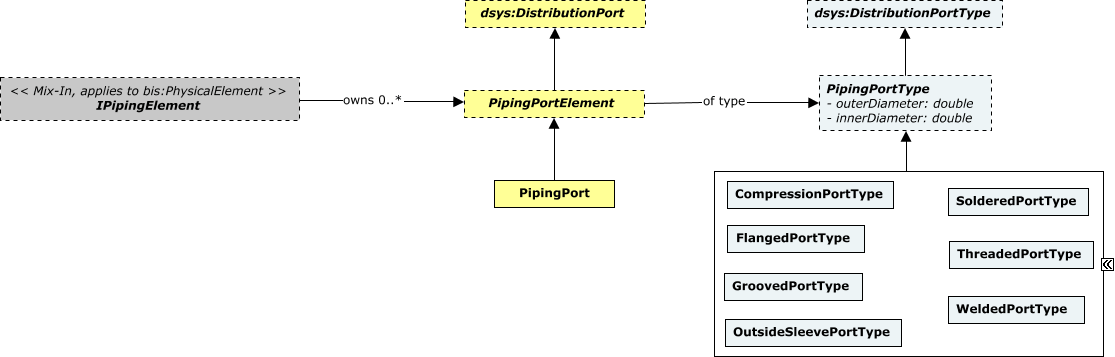 dsys:DistributionPort
dsys:DistributionPortType
<< Mix-In, applies to bis:PhysicalElement >>
IPipingElement
owns 0..*
PipingPortElement
of type
PipingPortType
- outerDiameter: double
- innerDiameter: double
PipingPort
CompressionPortType
SolderedPortType
FlangedPortType
ThreadedPortType
GroovedPortType
WeldedPortType
OutsideSleevePortType